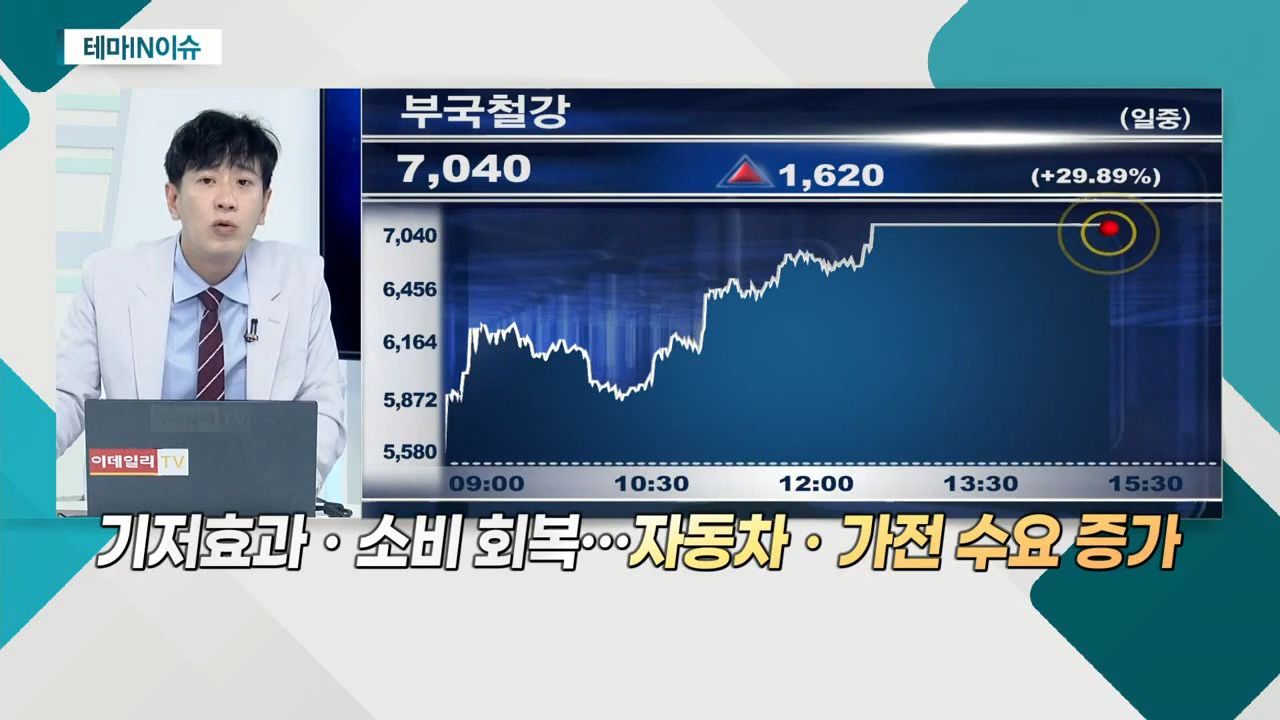 테마IN이슈
부국철강
(일중)
7,040
1,620
(+29.89%)
7,040
6,456
6,164
5,872
5,580
09:00
10:30
12:00
13:30
15:30
이데일리 TV
기저효과·소비 회복…자동차·가전 수요 증가